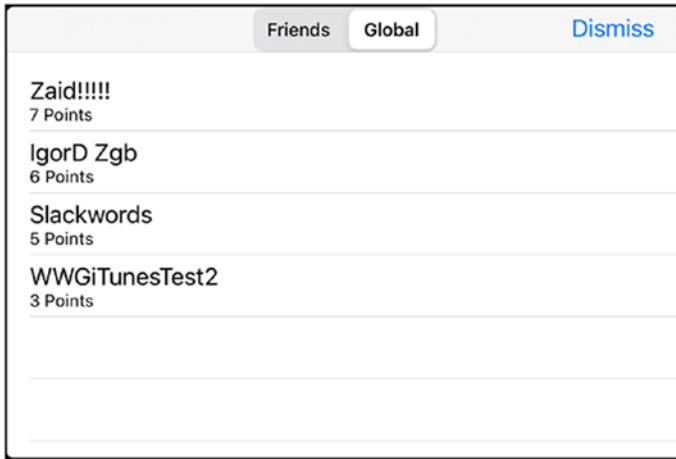 Friends Global Dismiss
Zaid!!!!!
7 Points
IgorD Zgb
6 Points
Slackwords
5 Points
WWGiTunesTest2
3 Points